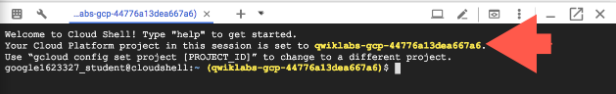 ...abs-gcp-44776a13dea667a6) × + ▾
Welcome to Cloud Shell! Type "help" to get started.
Your Cloud Platform project in this session is set to qwiklabs-gcp-44776a13dea667a6.
Use “gcloud config set project [PROJECT_ID]” to change to a different project.
google1623327_student@cloudshell:~ (qwiklabs-gcp-44776a13dea667a6)$